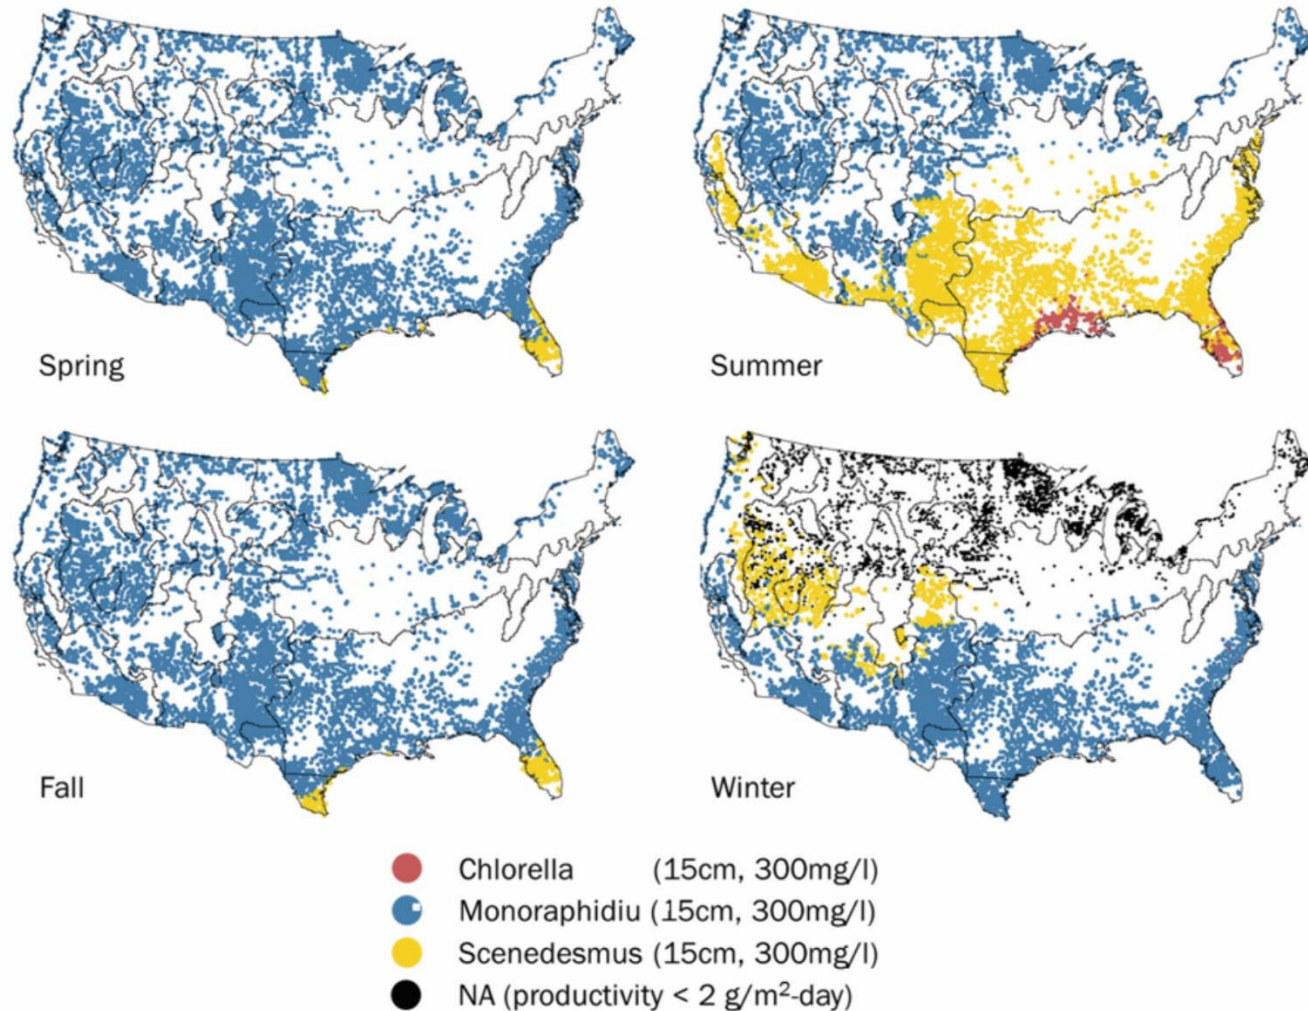 Spring
Summer
Fall
Winter
Chlorella (15cm, 300mg/l)
Monoraphidiu (15cm, 300mg/l)
Scenedesmus (15cm, 300mg/l)
NA (productivity < 2 g/m²-day)